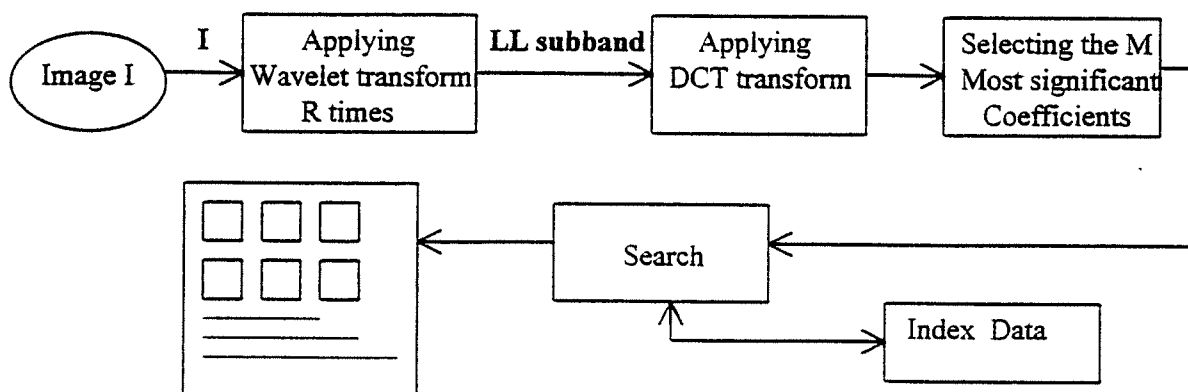 Image I
I
Applying
Wavelet transform
R times
LL subband
Applying
DCT transform
Selecting the M
Most significant
Coefficients
Search
Index Data